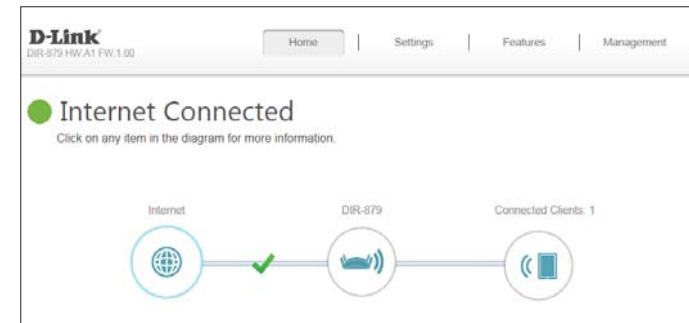 D-Link
DIR-879 HW:A1 FW:1.00
Home | Settings | Features | Management
Internet Connected
Click on any item in the diagram for more information.
Internet DIR-879 Connected Clients: 1